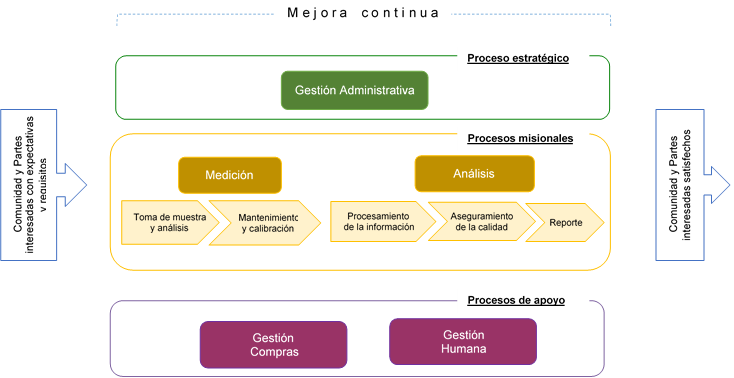 Mejora continua
Proceso estratégico
Gestión Administrativa
Comunidad y Partes
interesadas con expectativas
y requisitos
Procesos misionales
Medición
Análisis
Toma de muestra
y análisis
Mantenimiento
y calibración
Procesamiento
de la información
Aseguramiento
de la calidad
Reporte
Comunidad y Partes
interesadas satisfechos
Procesos de apoyo
Gestión
Compras
Gestión
Humana